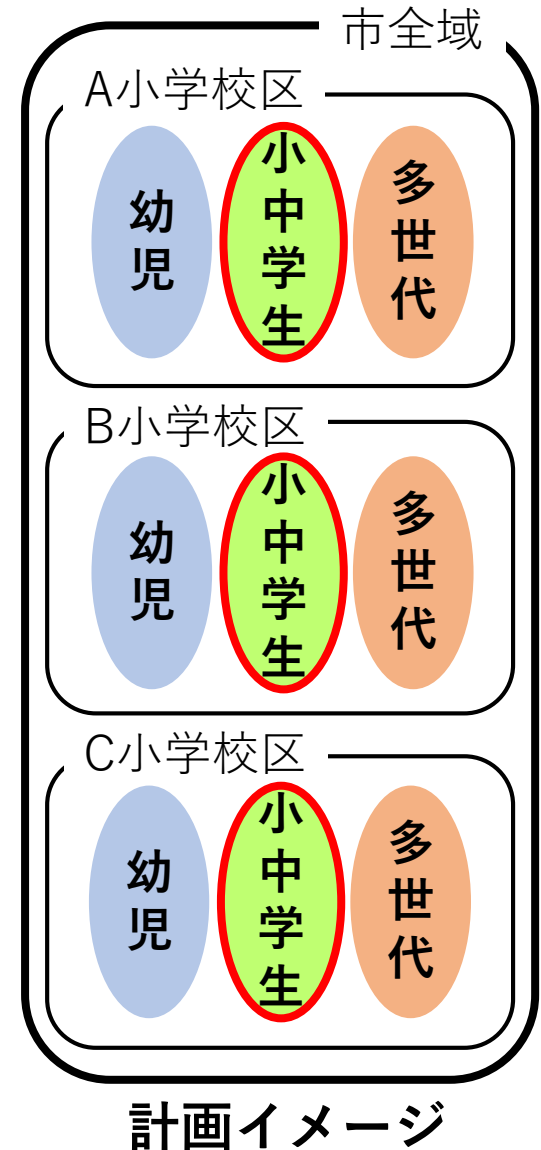 市全域
A小学校区
幼児
小中学生
多世代
B小学校区
幼児
小中学生
多世代
C小学校区
幼児
小中学生
多世代
計画イメージ